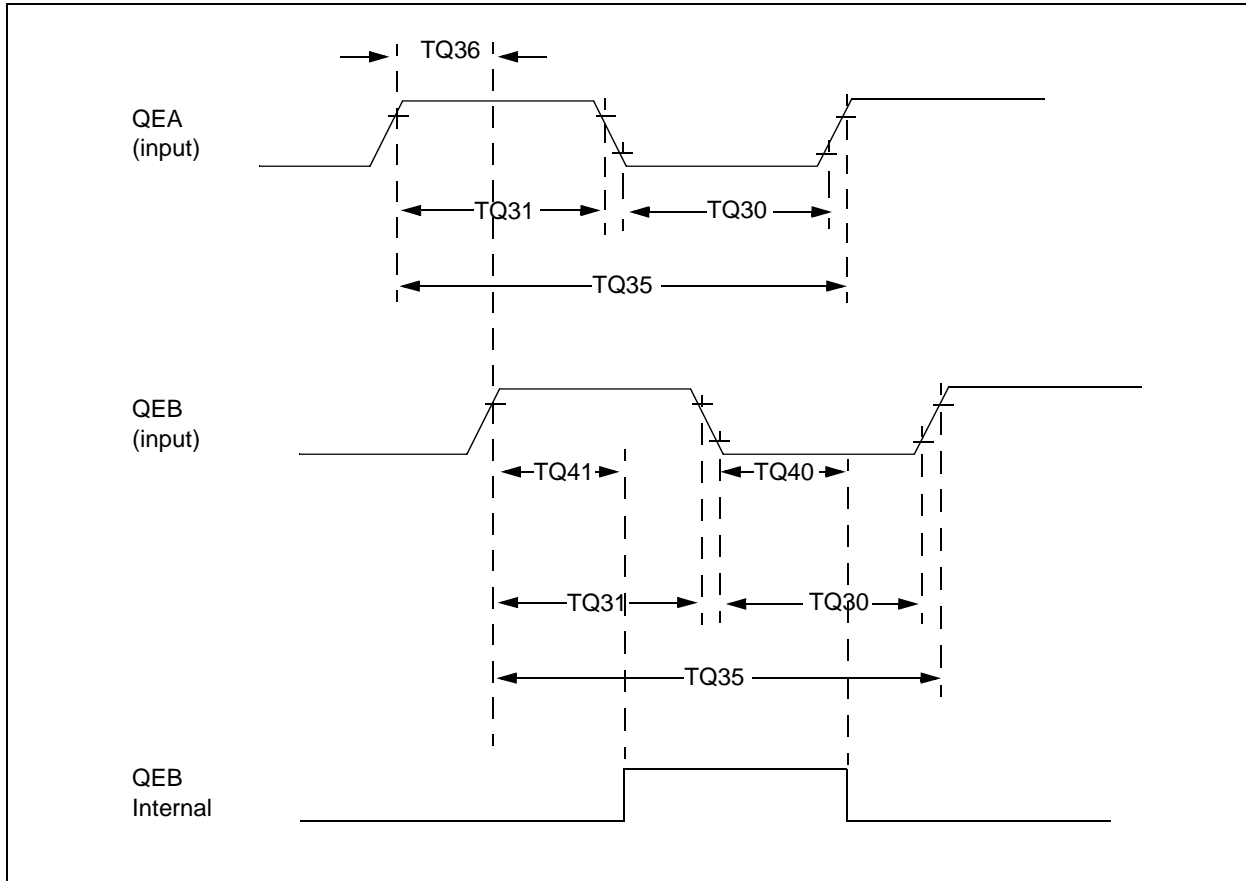 TQ36
QEA
(input)
TQ31
TQ30
TQ35
QEB
(input)
TQ41
TQ40
TQ31
TQ30
TQ35
QEB
Internal